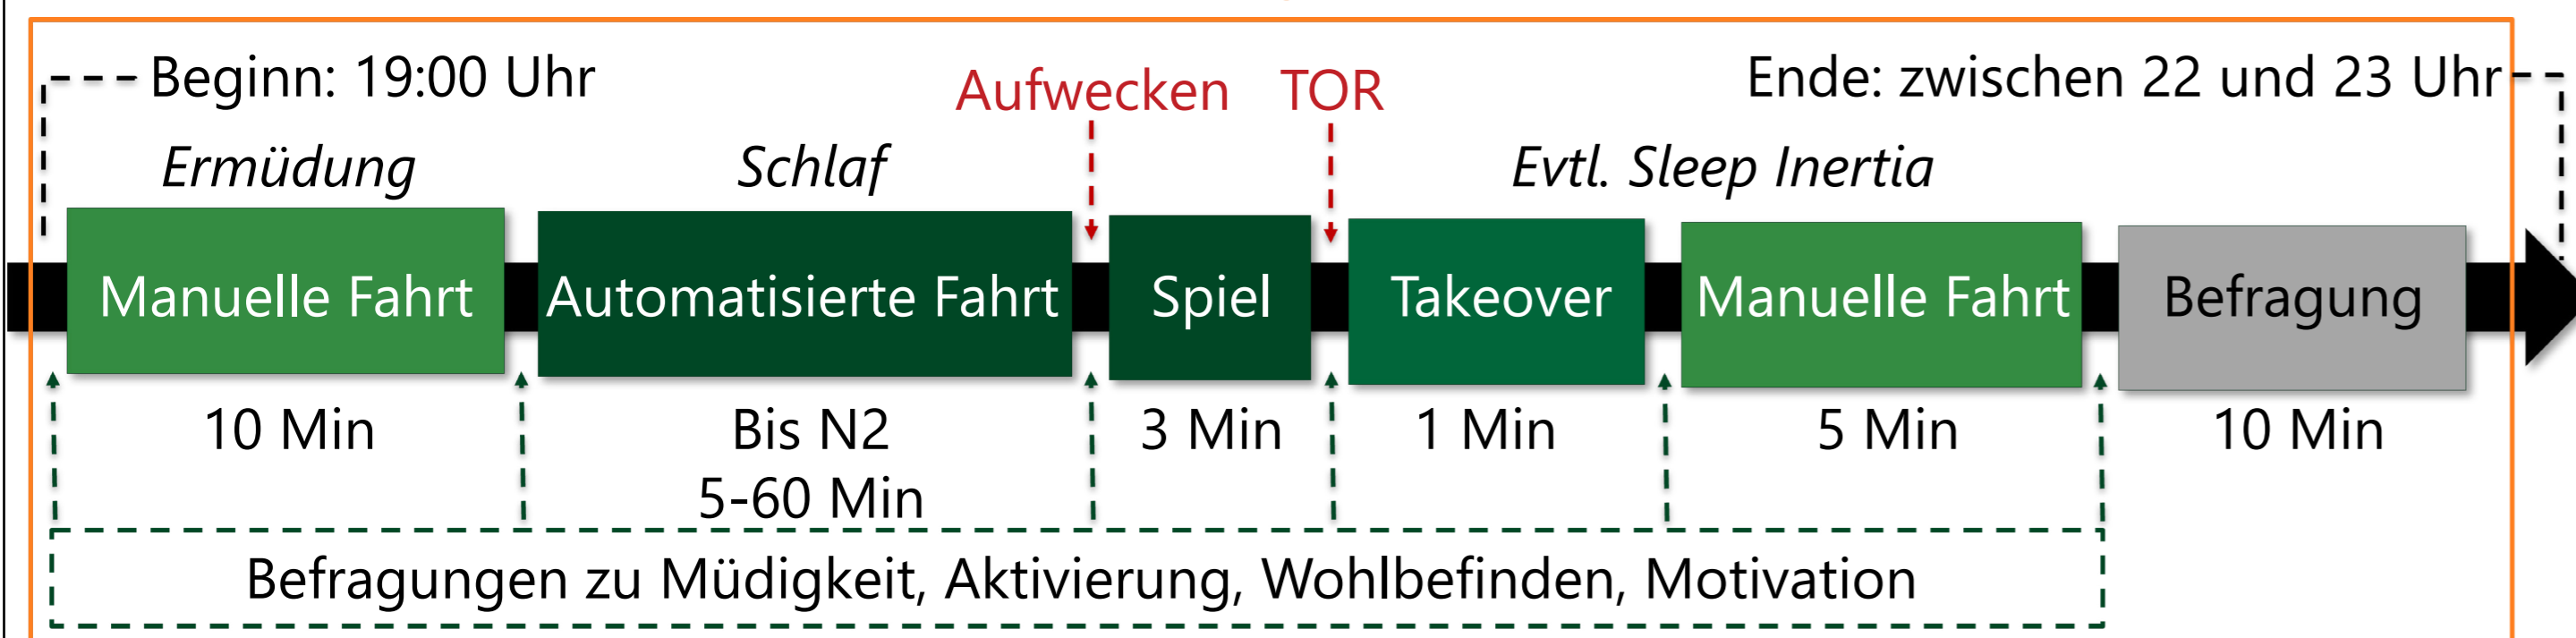 Beginn: 19:00 Uhr
Aufwecken
TOR
Ende: zwischen 22 und 23 Uhr
Ermüdung
Schlaf
Evtl. Sleep Inertia
Manuelle Fahrt
Automatisierte Fahrt
Spiel
Takeover
Manuelle Fahrt
Befragung
10 Min
Bis N2
5-60 Min
3 Min
1 Min
5 Min
10 Min
Befragungen zu Müdigkeit, Aktivierung, Wohlbefinden, Motivation